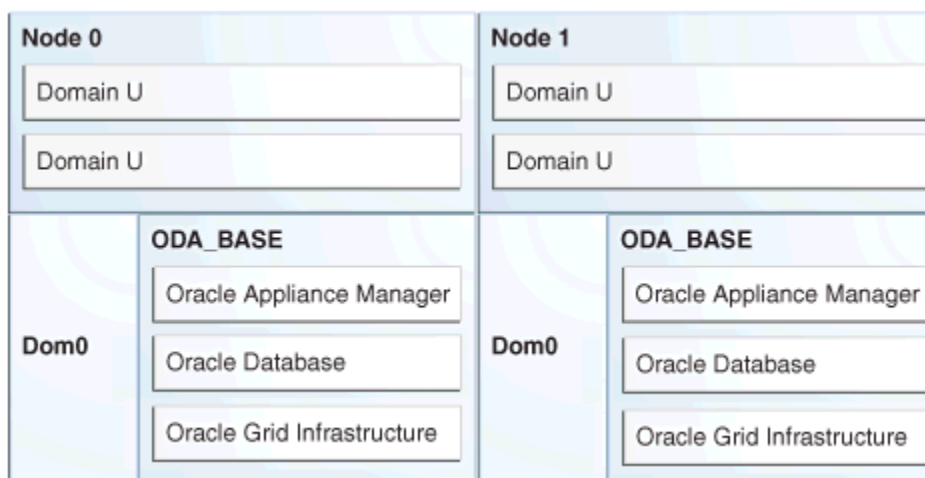 Node 0
Domain U
Domain U
Dom0
ODA_BASE
Oracle Appliance Manager
Oracle Database
Oracle Grid Infrastructure
Node 1
Domain U
Domain U
Dom0
ODA_BASE
Oracle Appliance Manager
Oracle Database
Oracle Grid Infrastructure